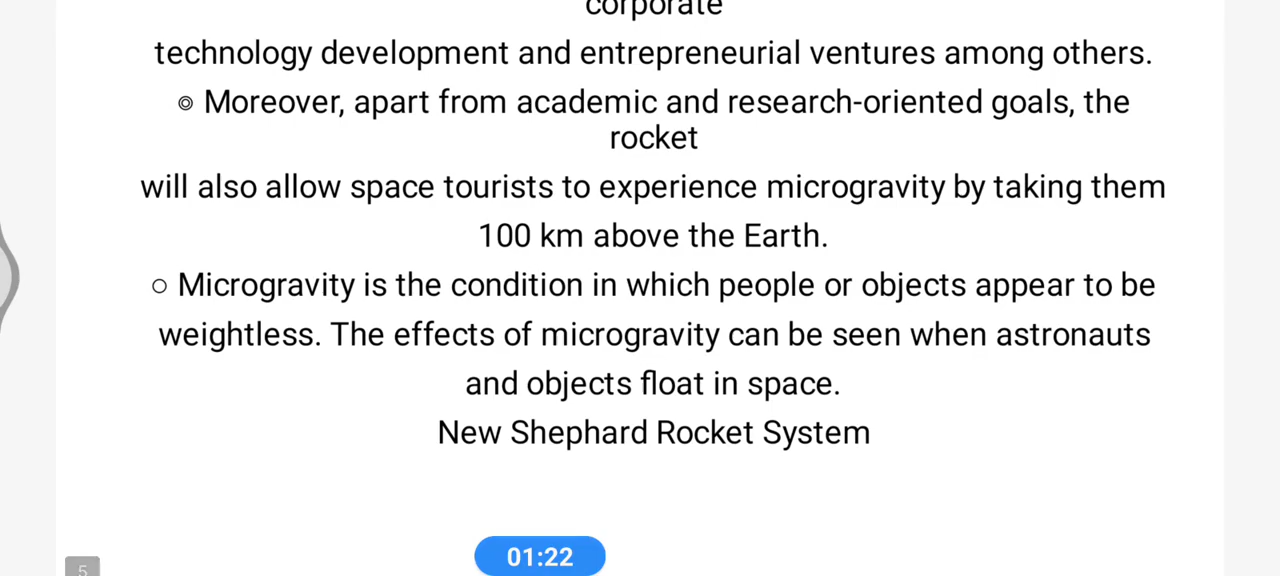 corporate
technology development and entrepreneurial ventures among others.
◎ Moreover, apart from academic and research-oriented goals, the
rocket
will also allow space tourists to experience microgravity by taking them
100 km above the Earth.
○ Microgravity is the condition in which people or objects appear to be
weightless. The effects of microgravity can be seen when astronauts
and objects float in space.
New Shephard Rocket System
01:22
5